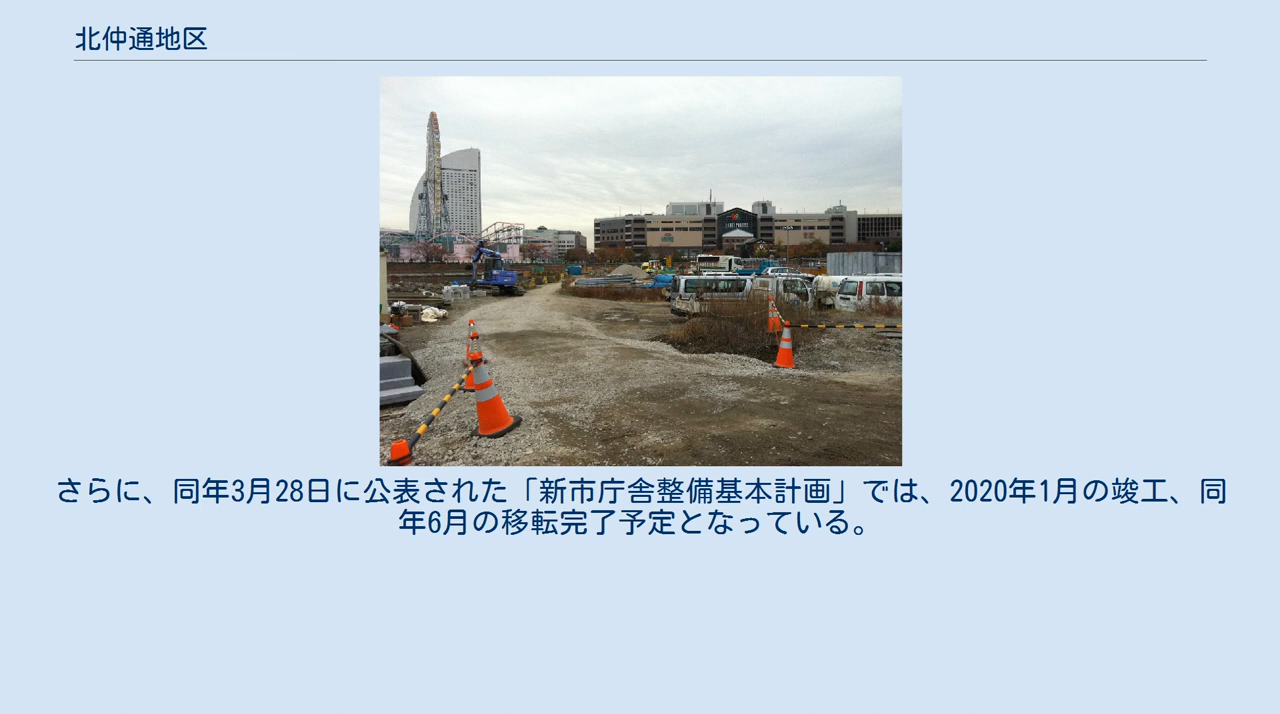 北仲通地区
さらに、同年3月28日に公表された「新市庁舎整備基本計画」では、2020年1月の竣工、同
年6月の移転完了予定となっている。